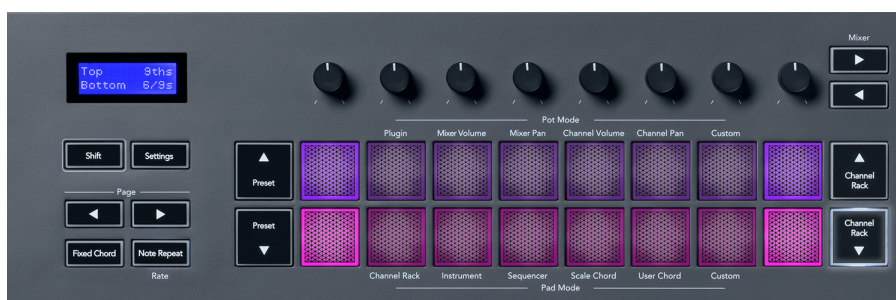 Mixer
Top 9ths
Bottom 6/9s
Pot Mode
Plugin Mixer Volume Mixer Pan Channel Volume Channel Pan Custom
Shift Settings
Preset
Channel
Rack
Page
Preset
Channel
Rack
Fixed Chord Note Repeat
Rate
Channel Rack Instrument Sequencer Scale Chord User Chord Custom
Pad Mode